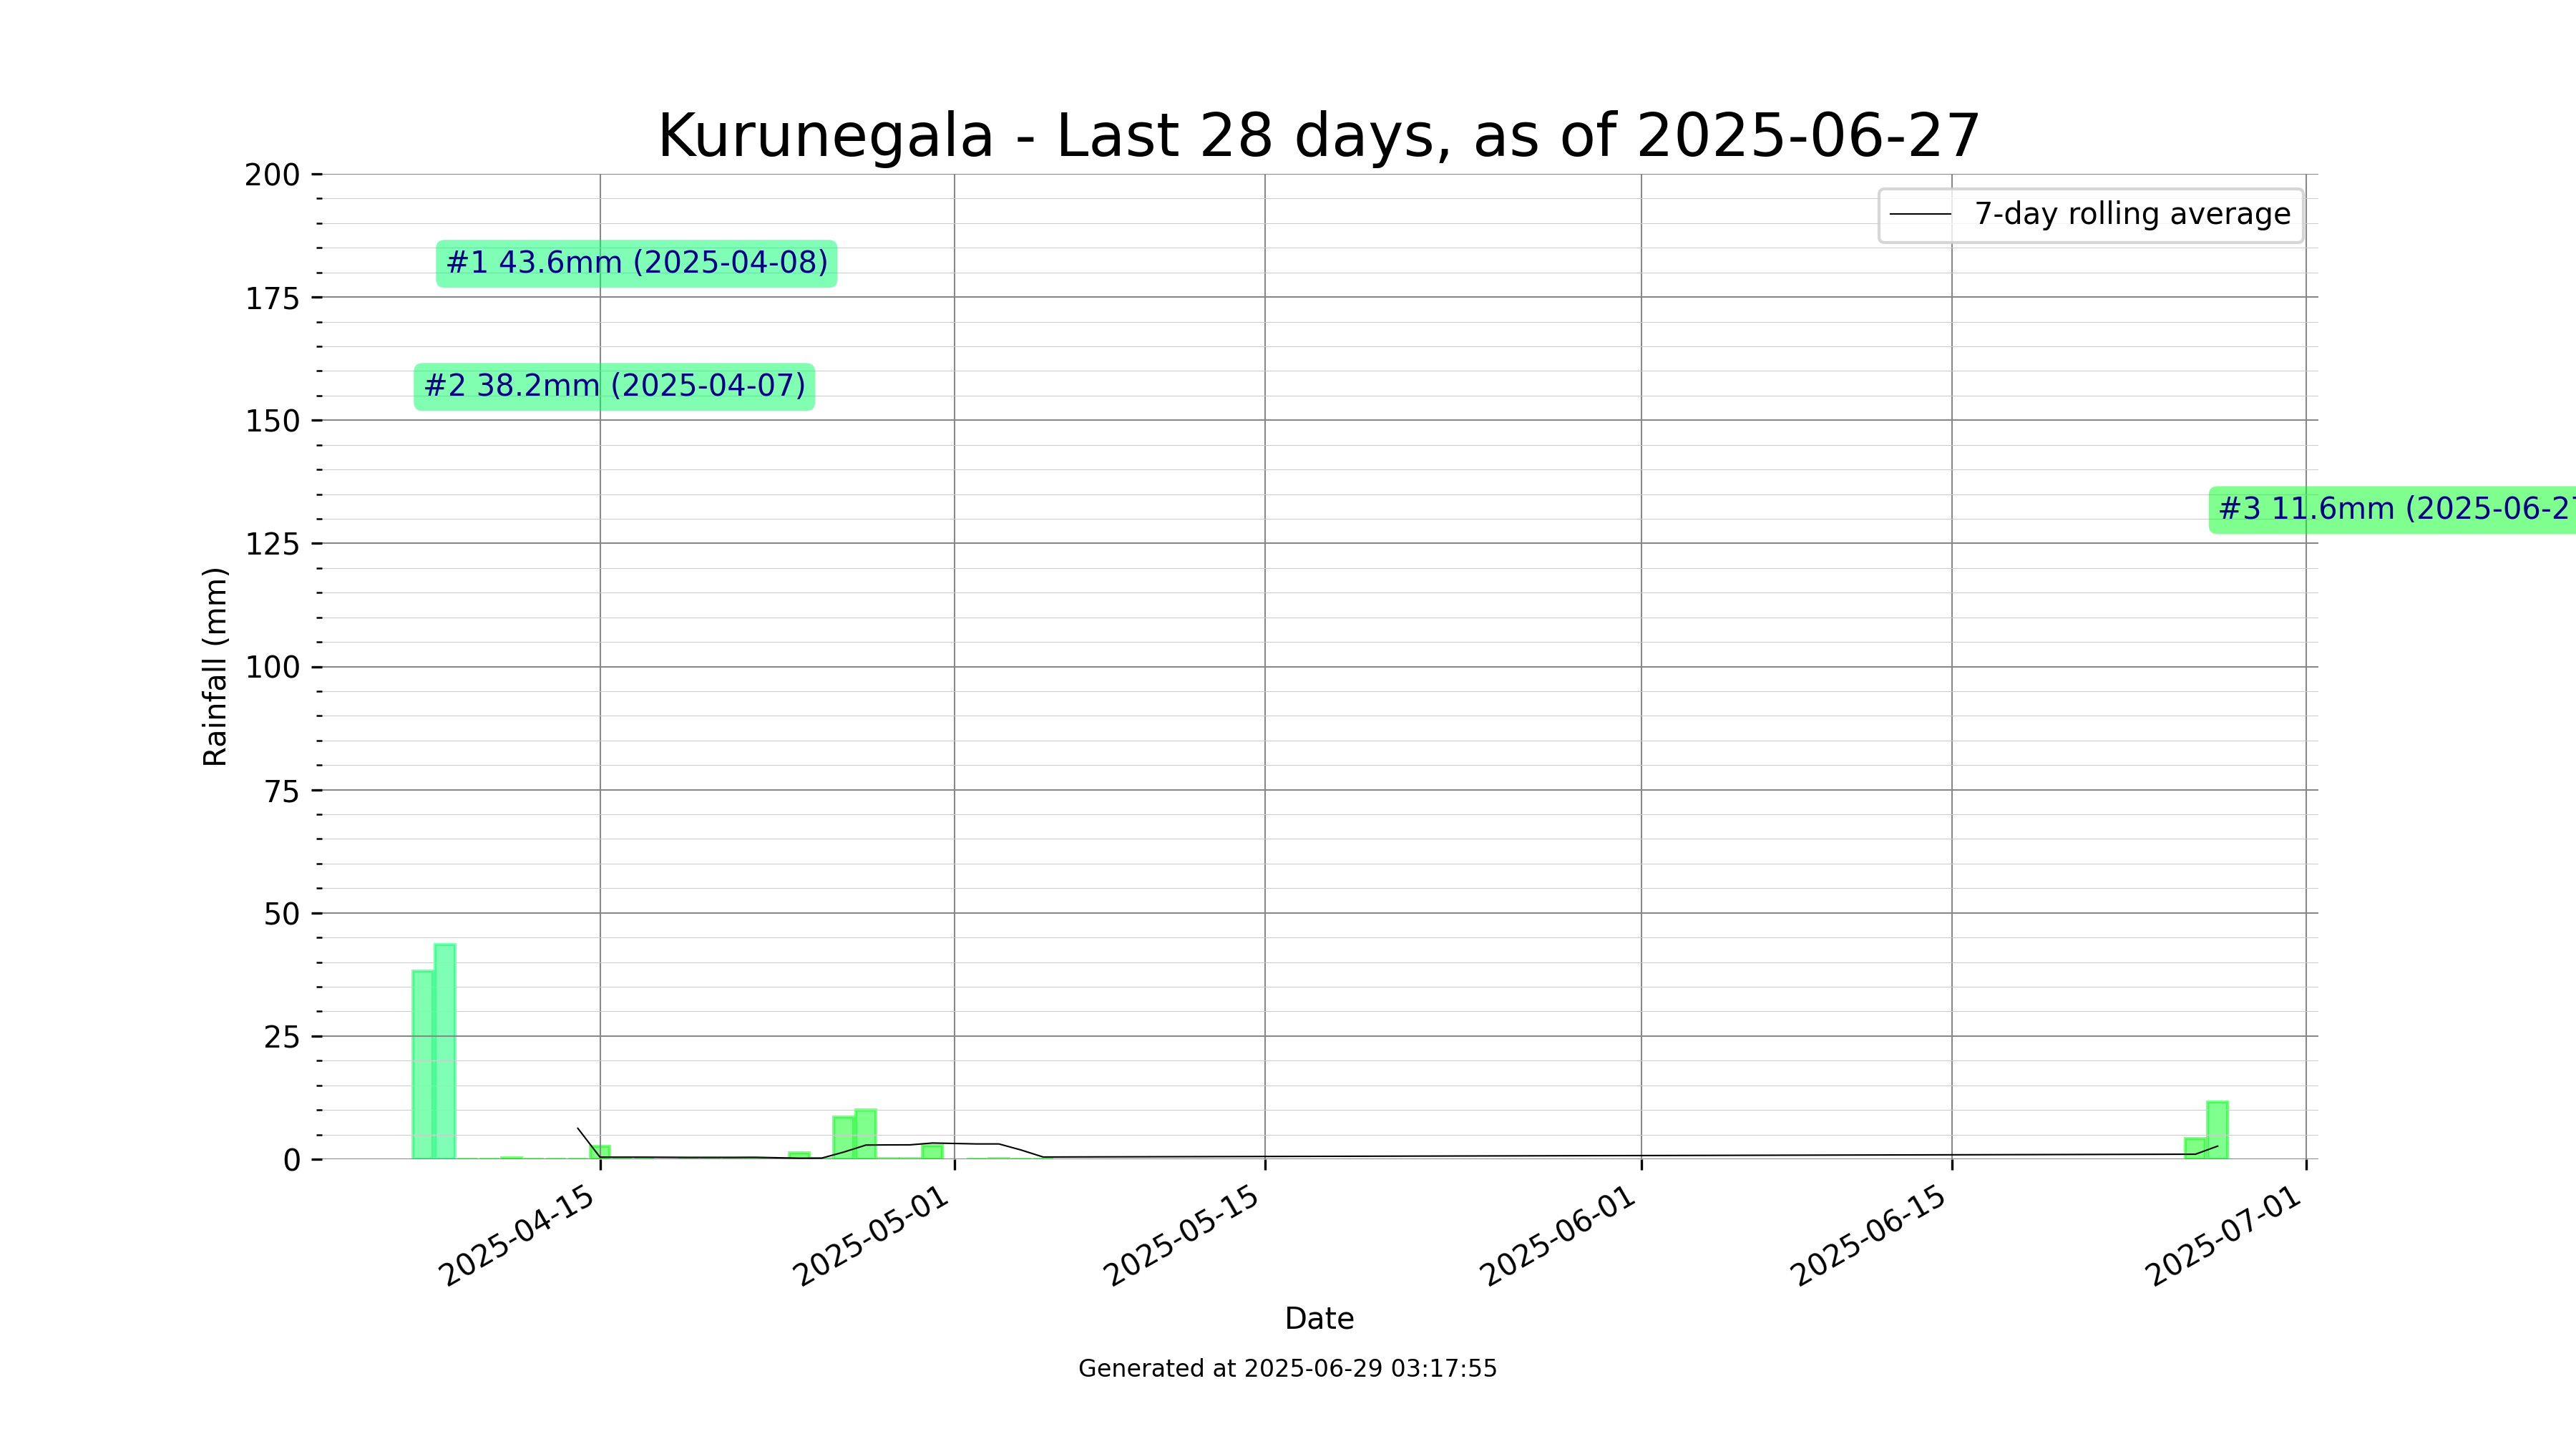 Kurunegala - Last 28 days, as of 2025-06-27
200
175
150
125
100
75
50
25
0
Rainfall (mm)
7-day rolling average
#1 43.6mm (2025-04-08)
#2 38.2mm (2025-04-07)
#3 11.6mm (2025-06-27
2025-04-15
2025-05-01
2025-05-15
2025-06-01
2025-06-15
2025-07-01
Date
Generated at 2025-06-29 03:17:55